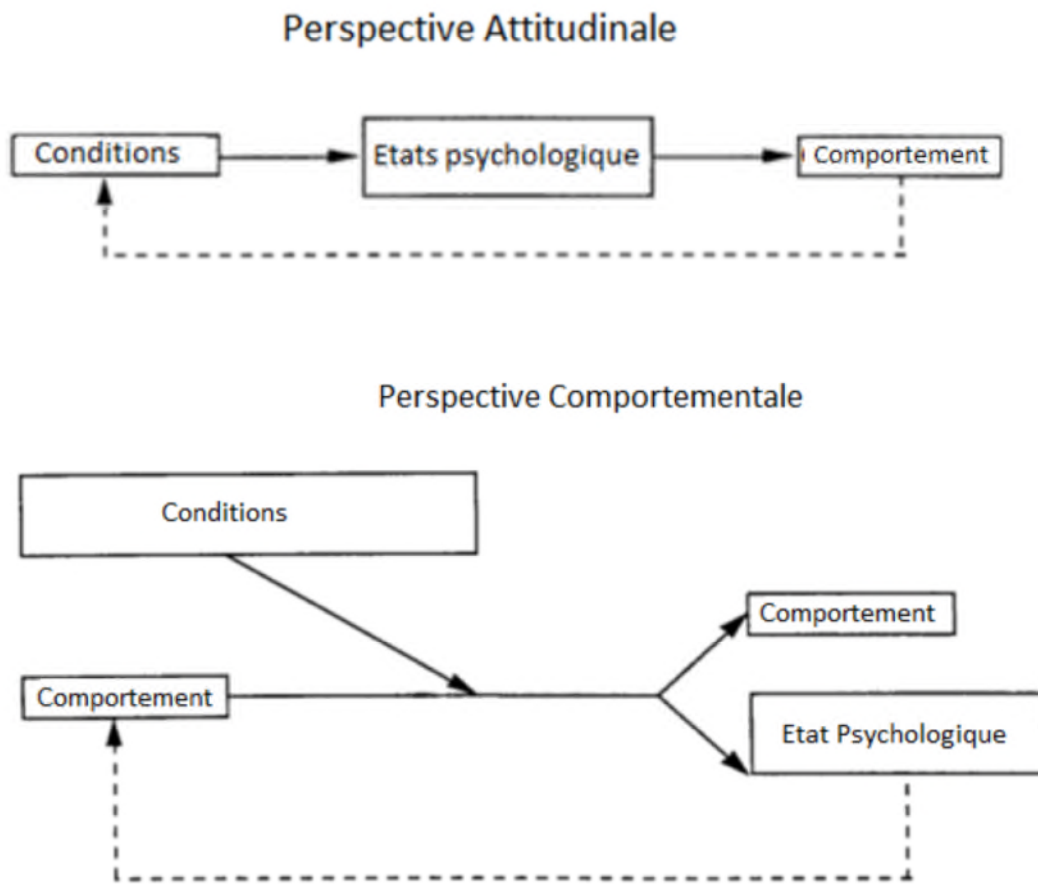 Perspective Attitudinale
Conditions
Etats psychologique
Comportement
Perspective Comportementale
Conditions
Comportement
Comportement
Etat Psychologique